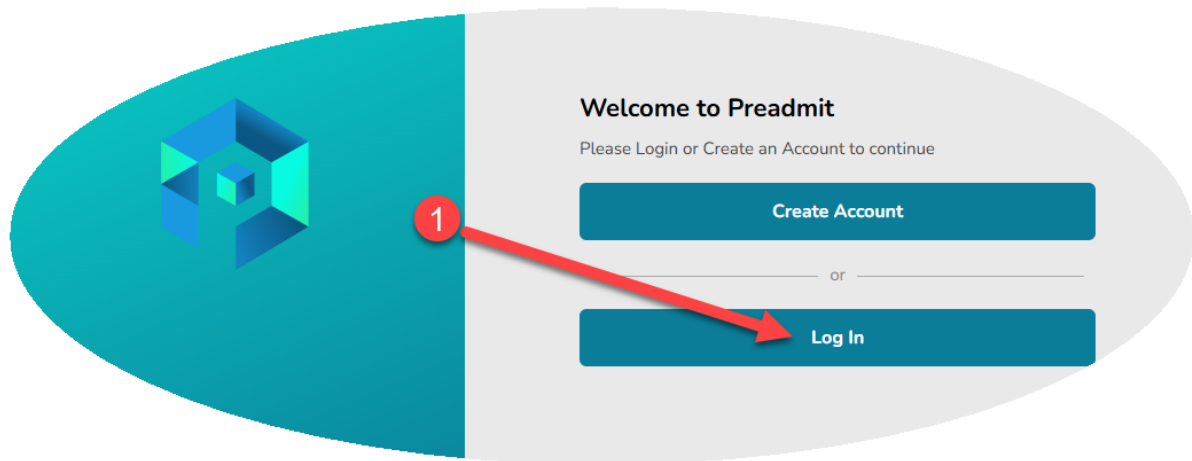 Welcome to Preadmit
Please Login or Create an Account to continue
Create Account
1
or
Log In